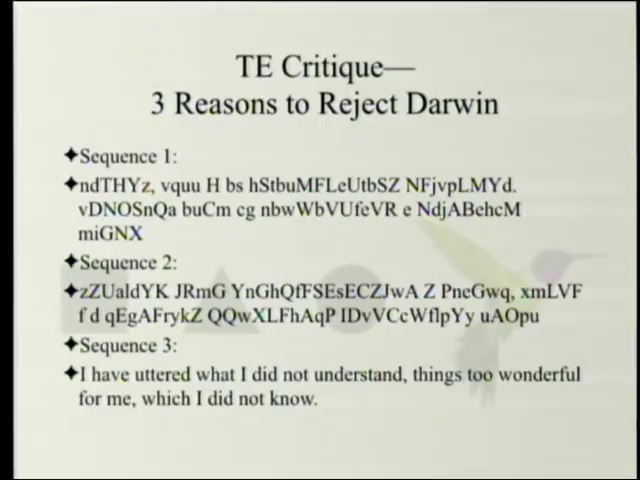 TE Critique—
3 Reasons to Reject Darwin
Sequence 1:
ndTHYz, vquu H bs hStbuMFLeUtbSZ NFjvpLMYd.
vDNOSnQa buCm cg nbwWbVUfeVR e NdjABehcM
miGNX
Sequence 2:
zZUaldYK JRmG YnGhQfFSEsECZJwA Z PneGwq, xmLVF
f d qEgAFrykZ QQwXLFhAqP IDvVCcWflpYy uAOpu
Sequence 3:
I have uttered what I did not understand, things too wonderful
for me, which I did not know.